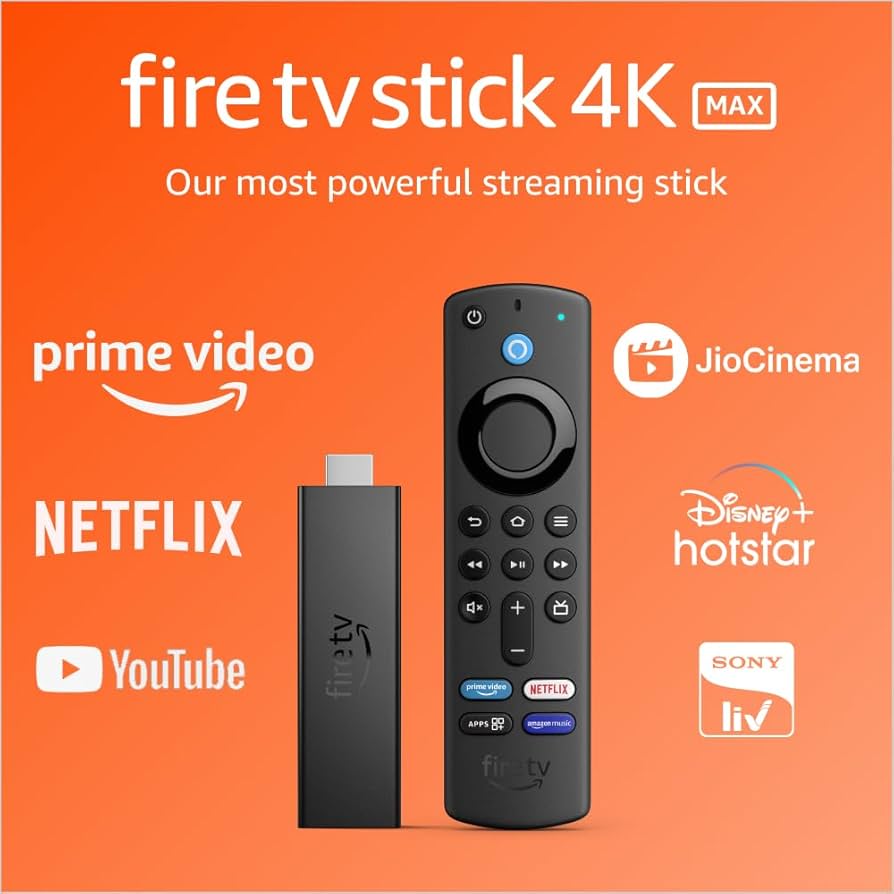 fire tv stick 4K MAX
Our most powerful streaming stick
prime video
JioCinema
NETFLIX
Disney+
hotstar
YouTube
SONY
liv
fire tv
prime video NETFLIX
APPS amazon music
fire tv